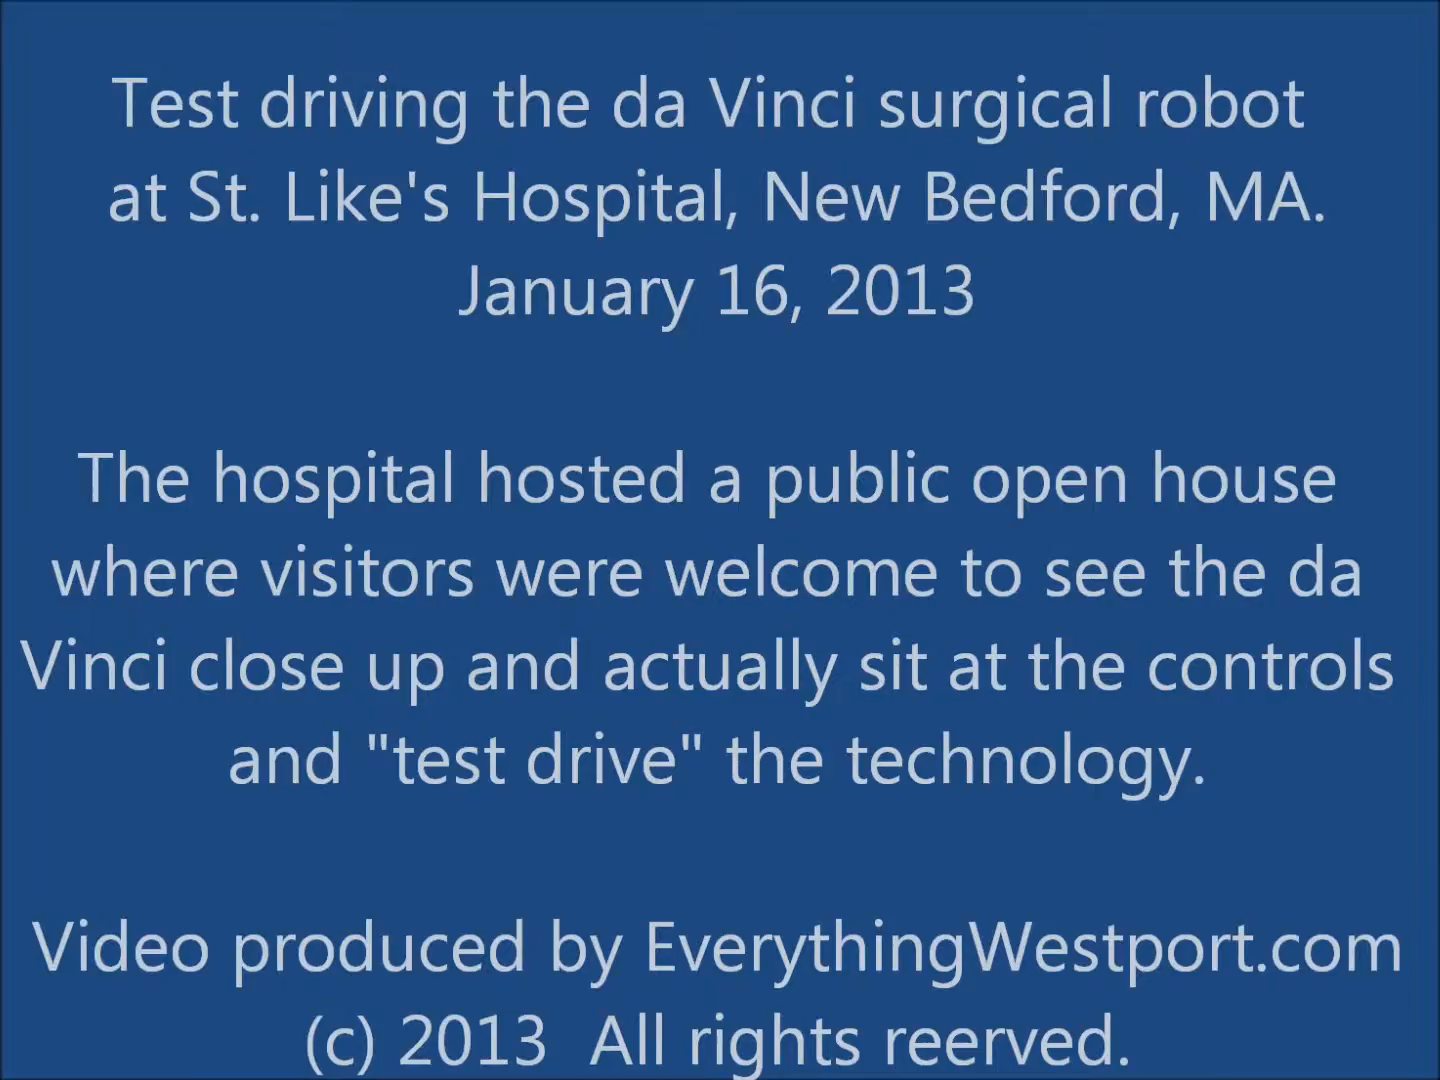 Test driving the da Vinci surgical robot
at St. Like's Hospital, New Bedford, MA.
January 16, 2013
The hospital hosted a public open house
where visitors were welcome to see the da
Vinci close up and actually sit at the controls
and "test drive" the technology.
Video produced by EverythingWestport.com
(c) 2013  All rights reerved.